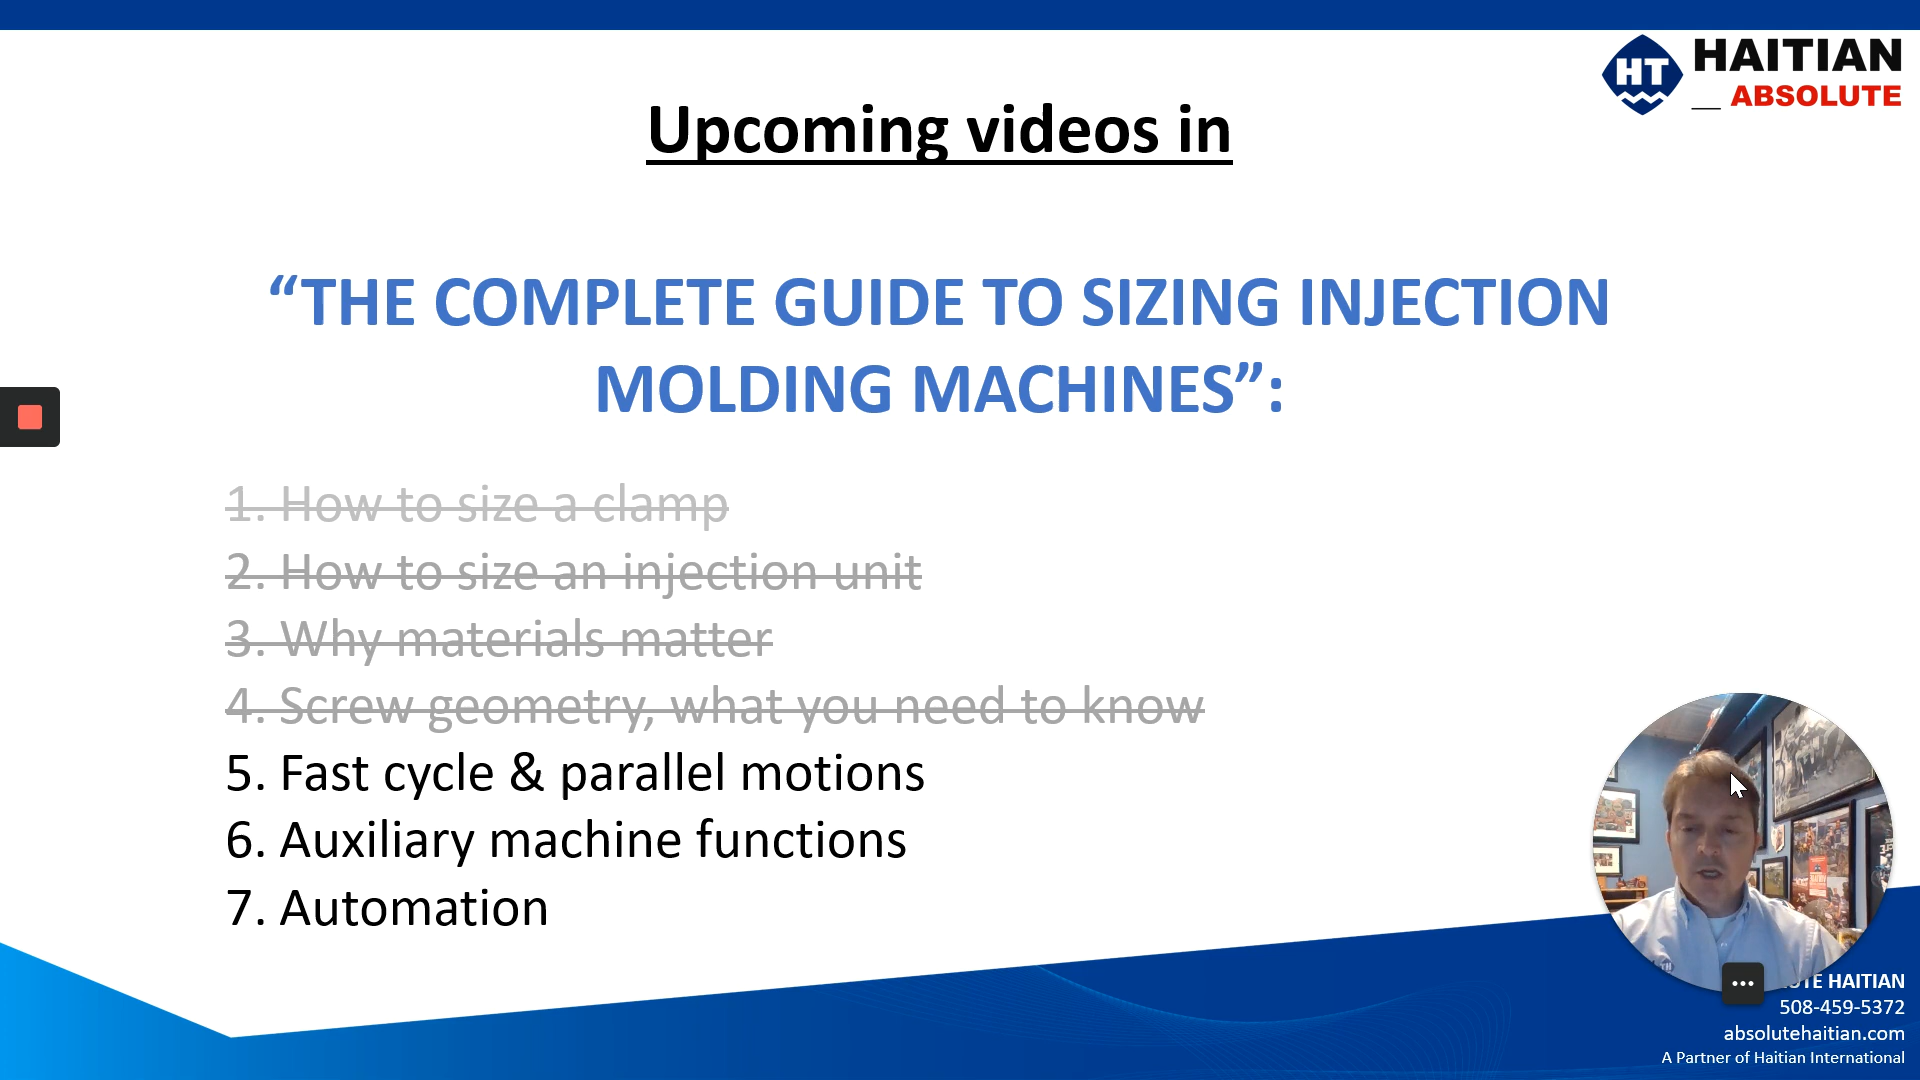 HT
HAITIAN
ABSOLUTE
Upcoming videos in
“THE COMPLETE GUIDE TO SIZING INJECTION
MOLDING MACHINES”:
1. How to size a clamp
2. How to size an injection unit
3. Why materials matter
4. Screw geometry, what you need to know
5. Fast cycle & parallel motions
6. Auxiliary machine functions
7. Automation
HAITIAN
508-459-5372
absolutehaitian.com
A Partner of Haitian International